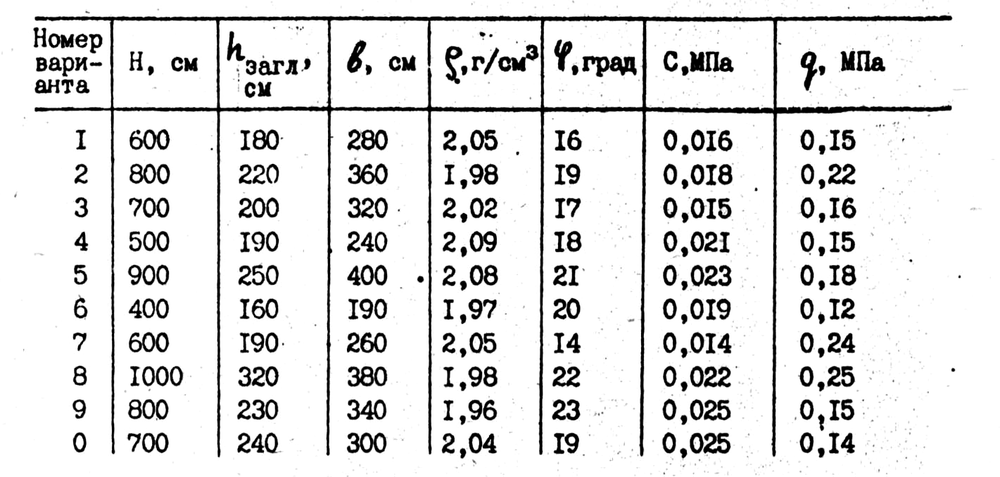 Номер вари- анта H, см hзагл, см b, см ρ, г/см³ φ, град C,МПа q, МПа
I 600 I80 280 2,05 I6 0,0I6 0,I5
2 800 220 360 I,98 I9 0,0I8 0,22
3 700 200 320 2,02 I7 0,0I5 0,I6
4 500 I90 240 2,09 I8 0,02I 0,I5
5 900 250 400 2,08 2I 0,023 0,I8
6 400 I60 I90 I,97 20 0,0I9 0,I2
7 600 I90 260 2,05 I4 0,0I4 0,24
8 I000 320 380 I,98 22 0,022 0,25
9 800 230 340 I,96 23 0,025 0,I5
0 700 240 300 2,04 I9 0,025 0,I4